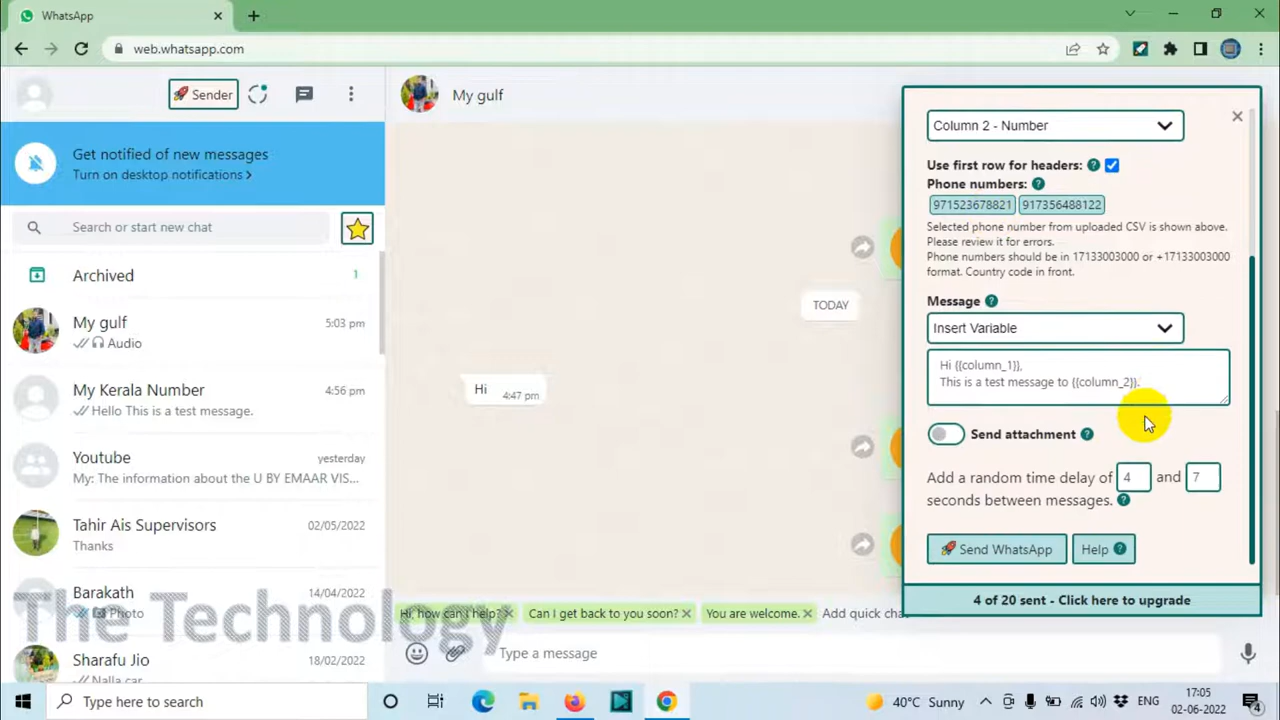 WhatsApp
web.whatsapp.com
Sender
My gulf
Get notified of new messages
Turn on desktop notifications >
Search or start new chat
Archived 1
My gulf 5:03 pm
Audio
My Kerala Number 4:56 pm
Hello This is a test message.
Youtube yesterday
My: The information about the U BY EMAAR VIS...
Tahir Ais Supervisors 02/05/2022
Thanks
Barakath 14/04/2022
Photo
Sharafu Jio 18/02/2022
Nalla car
TODAY
Hi 4:47 pm
Column 2 - Number
Use first row for headers: ?
Phone numbers: ?
971523678821 917356488122
Selected phone number from uploaded CSV is shown above.
Please review it for errors.
Phone numbers should be in 17133003000 or +17133003000
format. Country code in front.
Message ?
Insert Variable
Hi {{column_1}},
This is a test message to {{column_2}}.
Send attachment ?
Add a random time delay of 4 and 7
seconds between messages. ?
Send WhatsApp Help ?
4 of 20 sent - Click here to upgrade
Hi, how can I help? Can I get back to you soon? You are welcome. Add quick cha
Type a message
The Technology
Type here to search
40°C Sunny ENG 17:05
02-06-2022 4